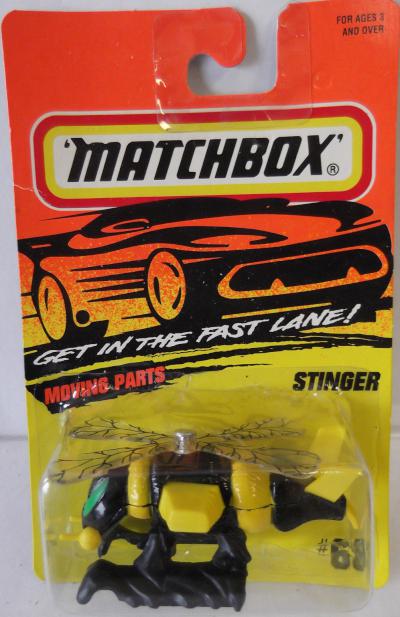 FOR AGES 3
AND OVER
'MATCHBOX'®
GET IN THE FAST LANE!
MOVING PARTS
STINGER